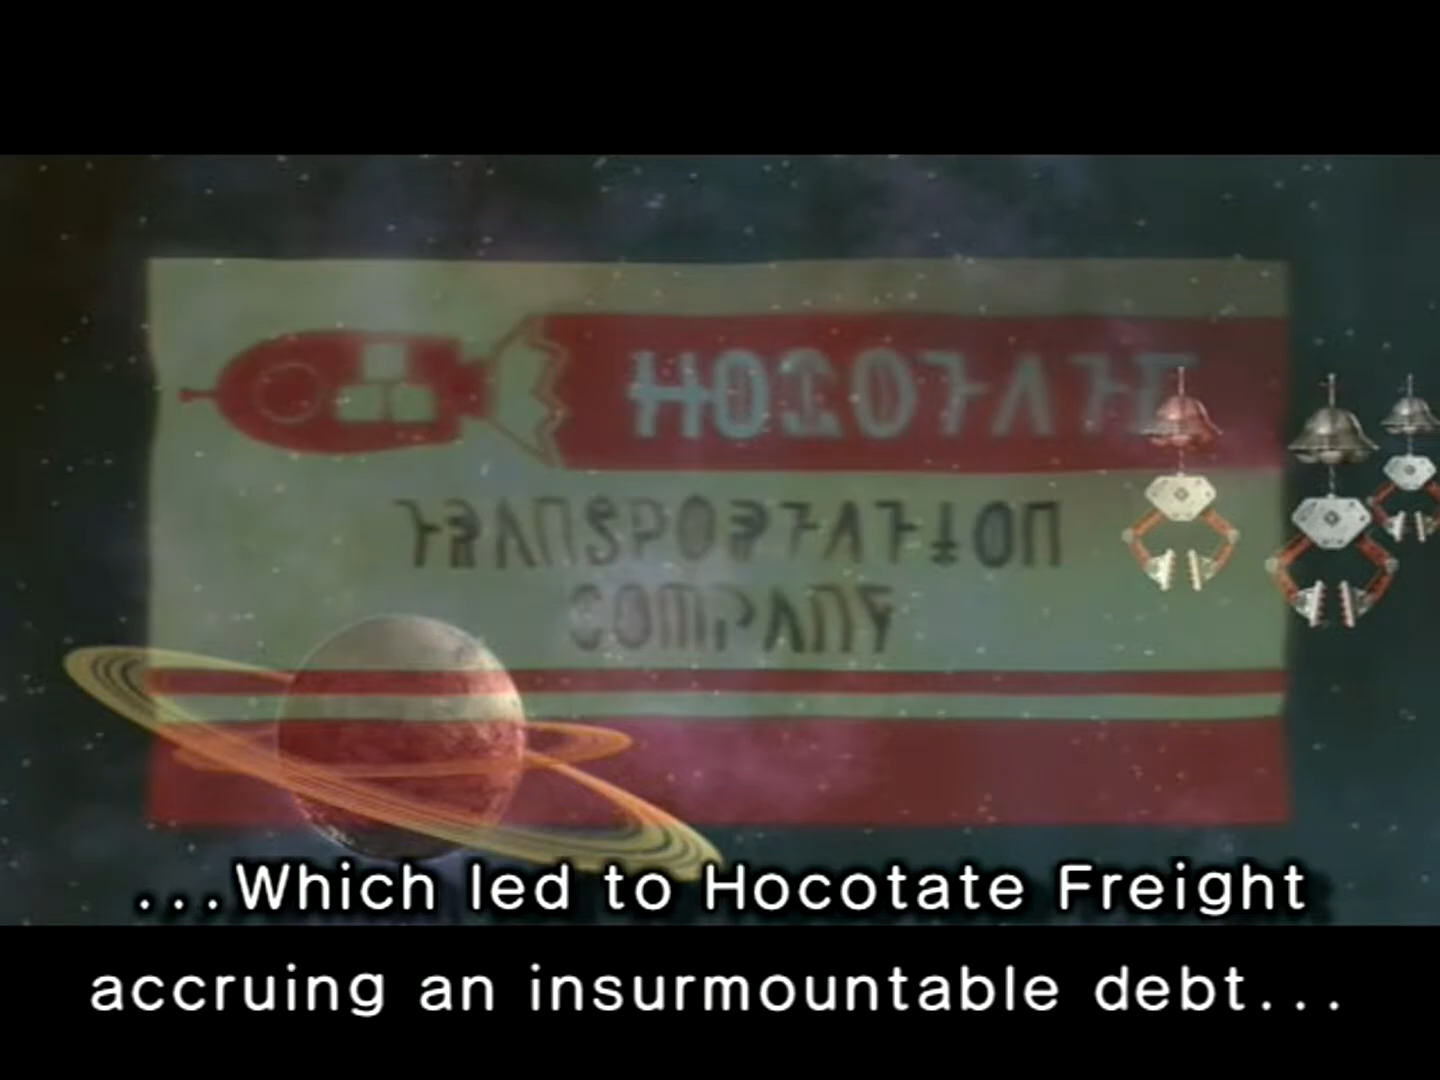 HOCOTATE
TRANSPORTATION
COMPANY
...Which led to Hocotate Freight
accruing an insurmountable debt...